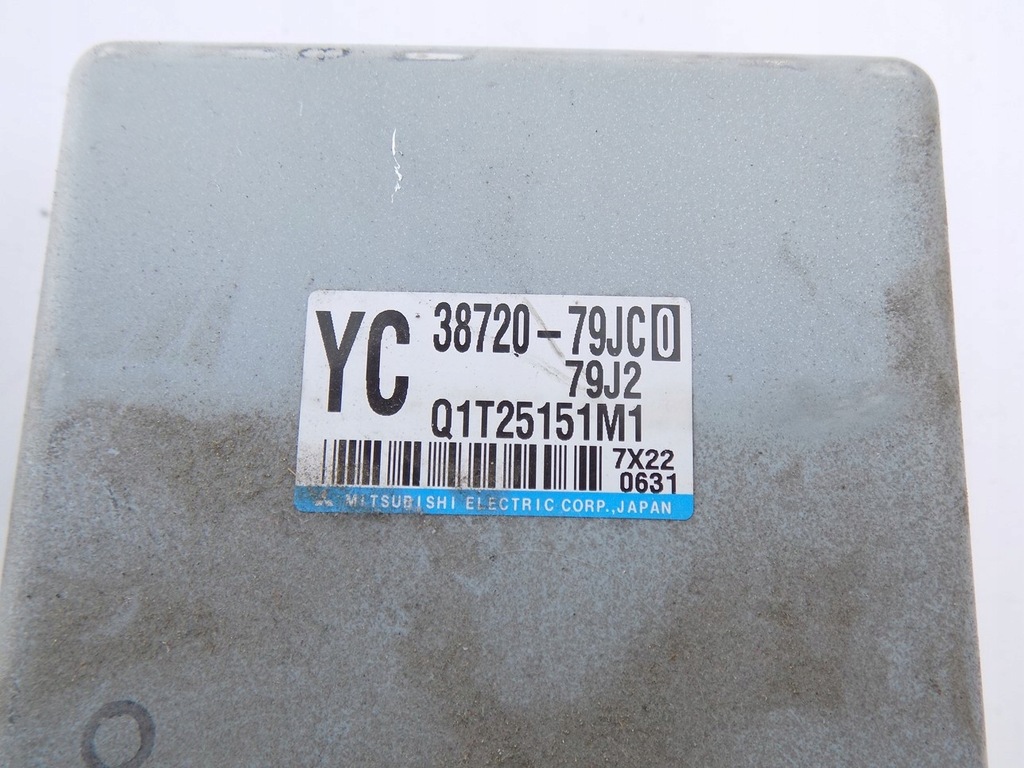 YC 38720-79JC0
79J2
Q1T25151M1
7X22
0631
MITSUBISHI ELECTRIC CORP., JAPAN